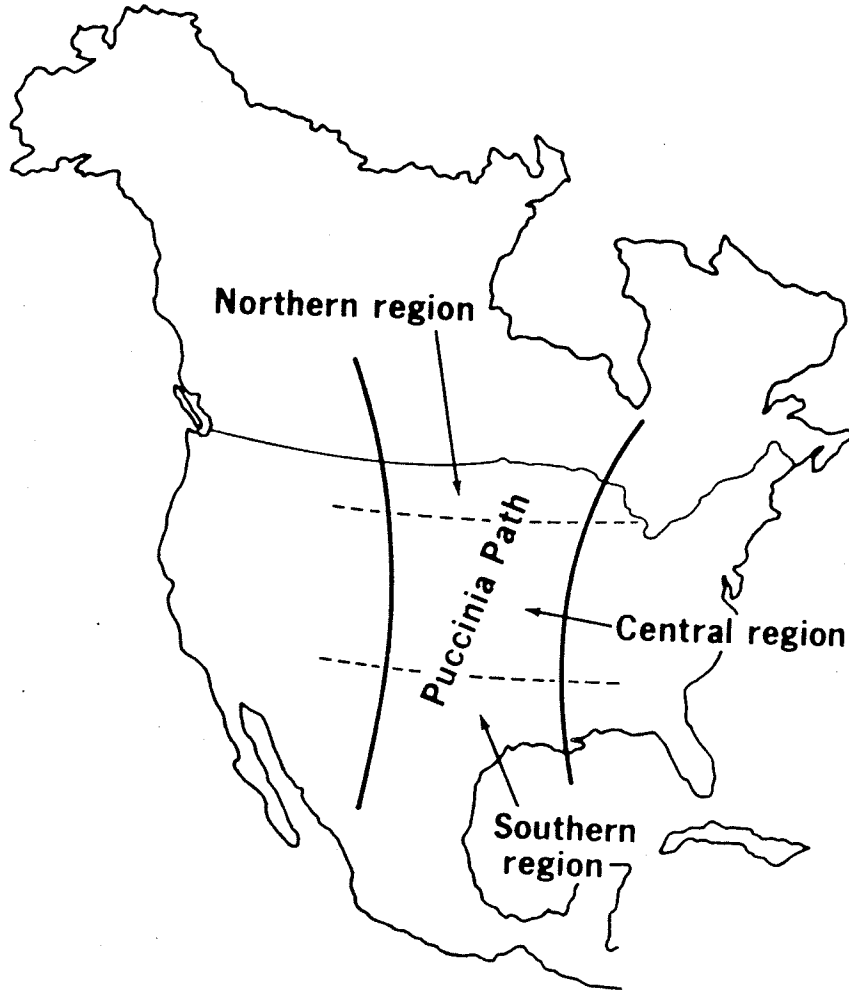 Northern region
Puccinia Path
Central region
Southern
region